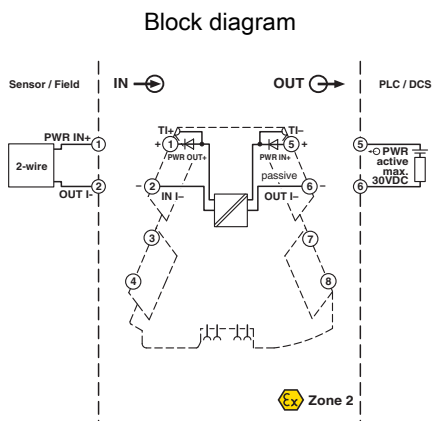 Block diagram
Sensor / Field
IN
OUT
PLC / DCS
PWR IN+
1
2-wire
2
OUT I-
TI+
+
1
PWR OUT+
TI–
5
+
PWR IN+
passive
–
2
IN I–
OUT I–
6
–
3
4
7
8
5
PWR
active
max.
30VDC
6
Ex Zone 2